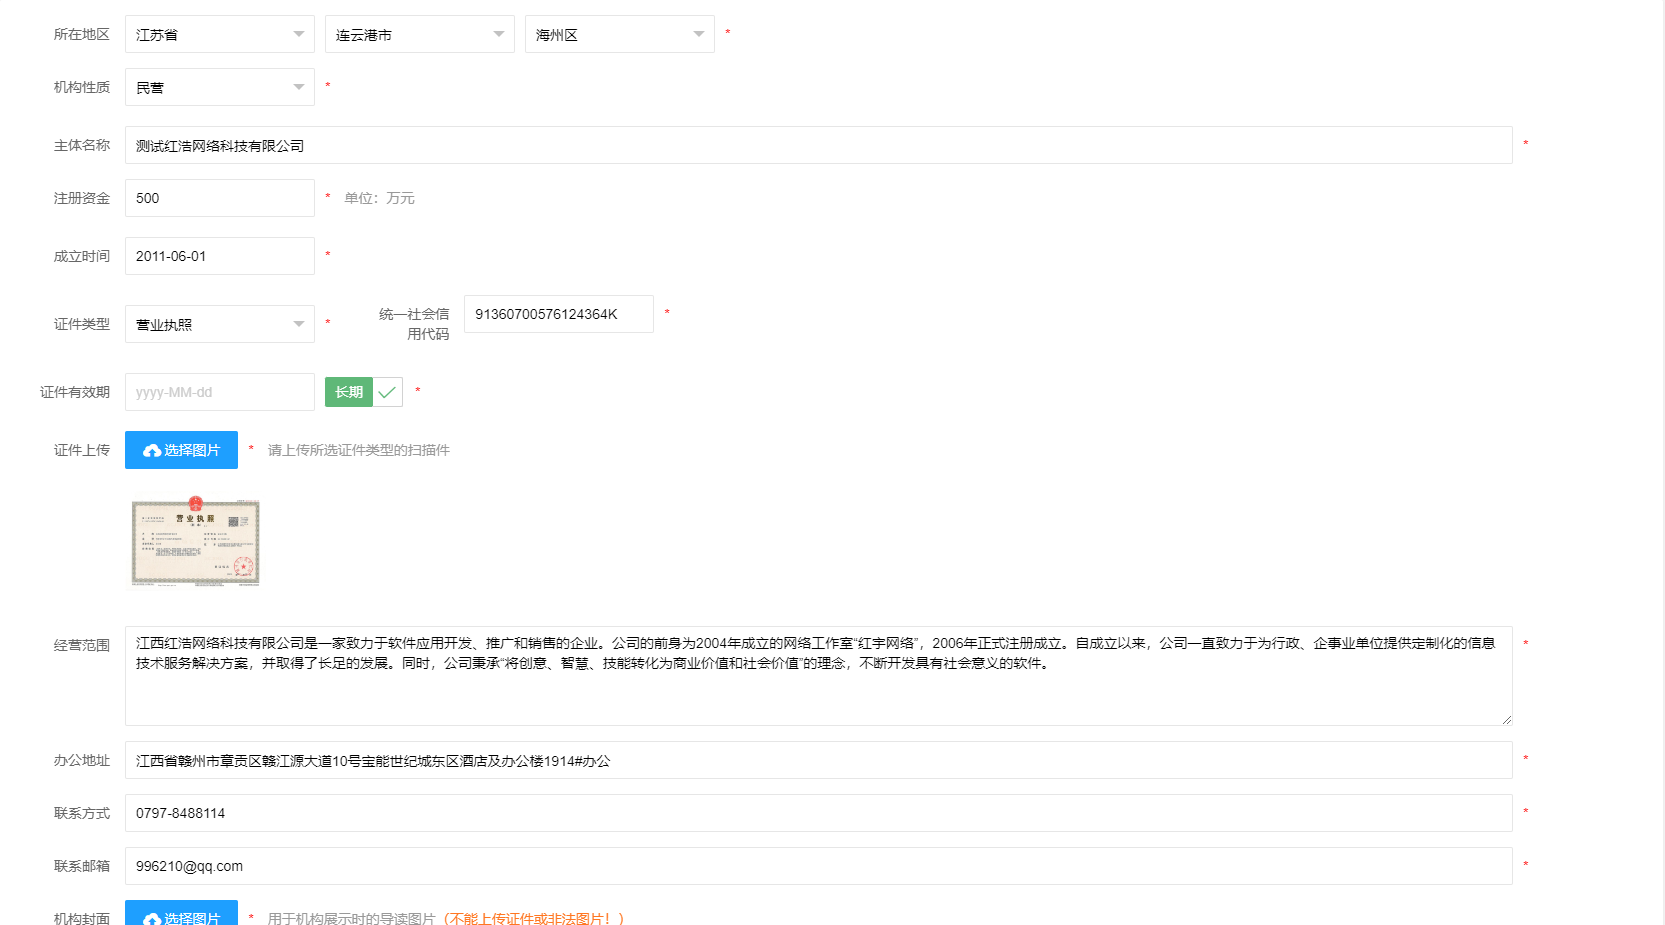 所在地区 江苏省 连云港市 海州区 *
机构性质 民营 *
主体名称 测试红浩网络科技有限公司 *
注册资金 500 * 单位：万元
成立时间 2011-06-01 *
证件类型 营业执照 * 统一社会信用代码 91360700576124364K *
证件有效期 yyyy-MM-dd 长期 *
证件上传 选择图片 * 请上传所选证件类型的扫描件
营业执照
经营范围 江西红浩网络科技有限公司是一家致力于软件应用开发、推广和销售的企业。公司的前身为2004年成立的网络工作室“红宇网络”，2006年正式注册成立。自成立以来，公司一直致力于为行政、企事业单位提供定制化的信息 *
技术服务解决方案，并取得了长足的发展。同时，公司秉承“将创意、智慧、技能转化为商业价值和社会价值”的理念，不断开发具有社会意义的软件。
办公地址 江西省赣州市章贡区赣江源大道10号宝能世纪城东区酒店及办公楼1914#办公 *
联系方式 0797-8488114 *
联系邮箱 996210@qq.com *
机构封面 选择图片 * 用于机构展示时的导读图片（不能上传证件或非法图片！）